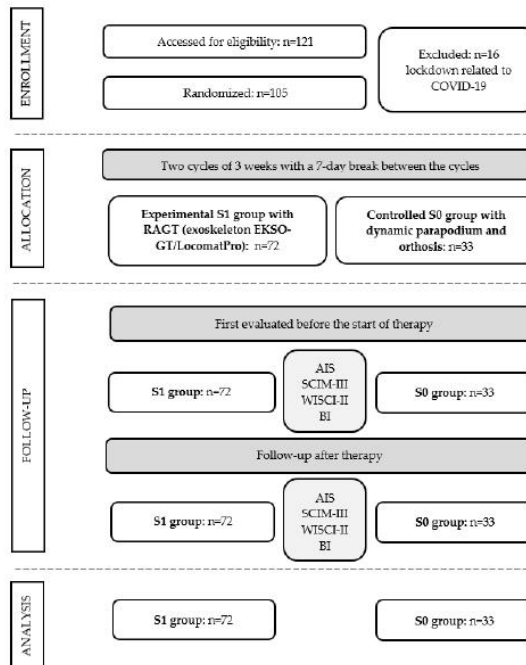 ENROLLMENT
Accessed for eligibility: n=121
Randomized: n=105
Excluded: n=16
lockdown related to
COVID-19
ALLOCATION
Two cycles of 3 weeks with a 7-day break between the cycles
Experimental S1 group with
RAGT (exoskeleton EKSO-
GT/LocomatPro): n=72
Controlled S0 group with
dynamic parapodium and
orthosis: n=33
FOLLOW-UP
First evaluated before the start of therapy
S1 group: n=72
AIS
SCIM-III
WISCI-II
BI
S0 group: n=33
Follow-up after therapy
S1 group: n=72
AIS
SCIM-III
WISCI-II
BI
S0 group: n=33
ANALYSIS
S1 group: n=72
S0 group: n=33